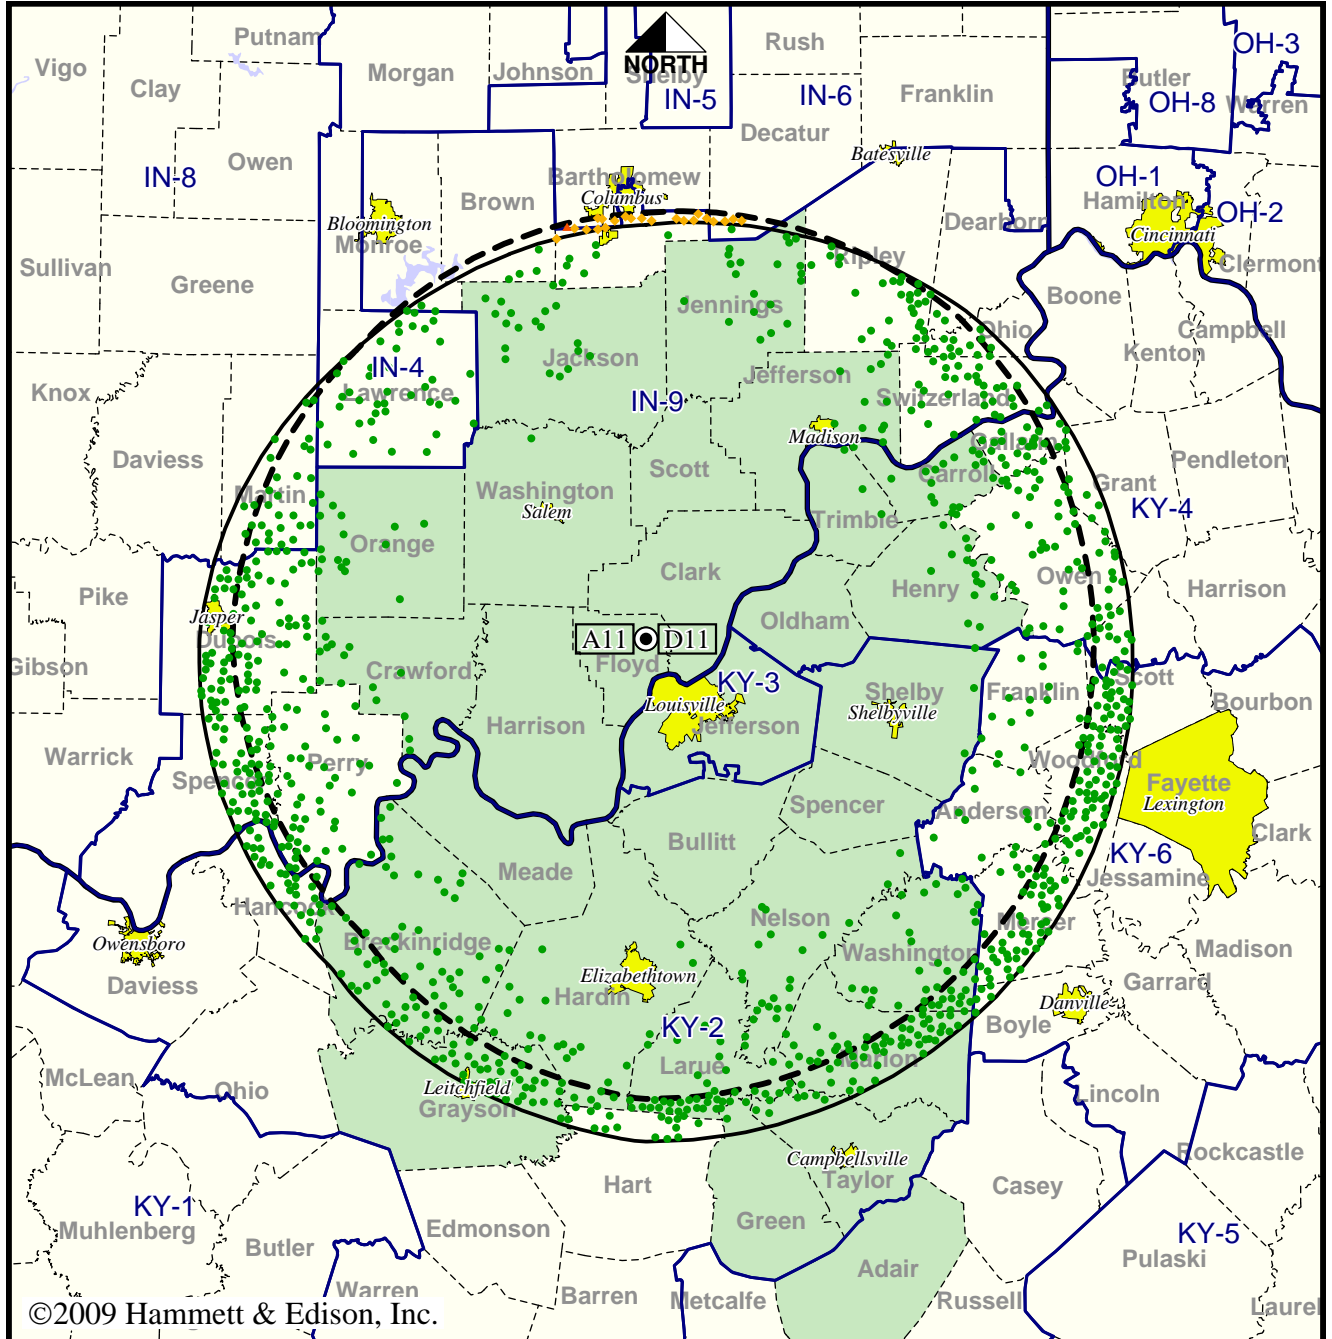 Putnam
Vigo
Clay
Morgan
Johnson
NORTH
Shelby
IN-5
Rush
IN-6
Franklin
OH-3
Butler
OH-8
Warren
Decatur
Owen
IN-8
Batesville
Bartholomew
Columbus
Brown
Bloomington
Monroe
OH-1
Hamilton
OH-2
Cincinnati
Dearborn
Clermont
Sullivan
Greene
Ripley
Boone
Jennings
Ohio
Campbell
Kenton
Jackson
IN-4
Lawrence
Knox
Jefferson
IN-9
Switzerland
Madison
Gallatin
Daviess
Scott
Carroll
Pendleton
Grant
KY-4
Martin
Washington
Salem
Trimble
Orange
Clark
Henry
Owen
Harrison
Pike
Jasper
Dubois
Oldham
A11
D11
Floyd
Gibson
Crawford
KY-3
Louisville
Jefferson
Shelby
Shelbyville
Franklin
Scott
Bourbon
Harrison
Warrick
Perry
Spencer
Woodford
Fayette
Lexington
Spencer
Anderson
Clark
Bullitt
KY-6
Jessamine
Meade
Hancock
Nelson
Mercer
Owensboro
Breckinridge
Washington
Madison
Daviess
Elizabethtown
Hardin
Garrard
Danville
Boyle
KY-2
Larue
Marion
McLean
Ohio
Leitchfield
Grayson
Lincoln
Campbellsville
Taylor
Rockcastle
Hart
Casey
KY-1
Muhlenberg
Edmonson
Green
KY-5
Pulaski
Butler
Adair
Warren
Barren
Metcalfe
Russell
Laurel
©2009 Hammett & Edison, Inc.